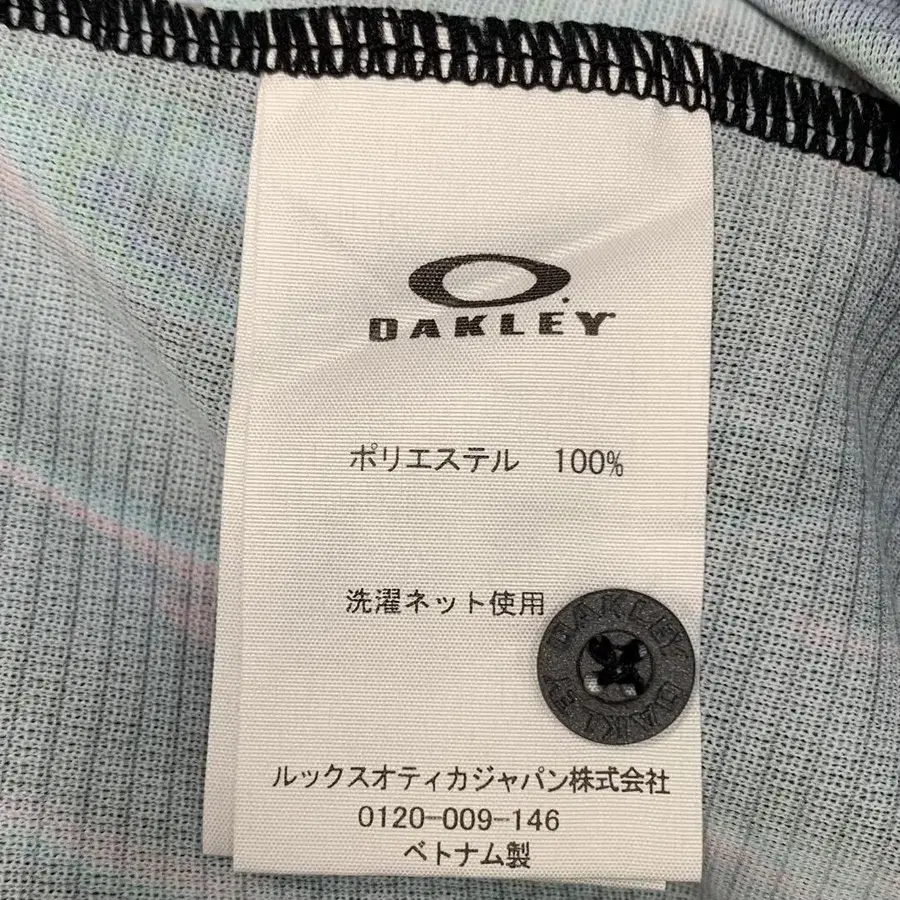 OAKLEY
ポリエステル 100%
洗濯ネット使用
OAKLEY OAKLEY
ルックスオティカジャパン株式会社
0120-009-146
ベトナム製